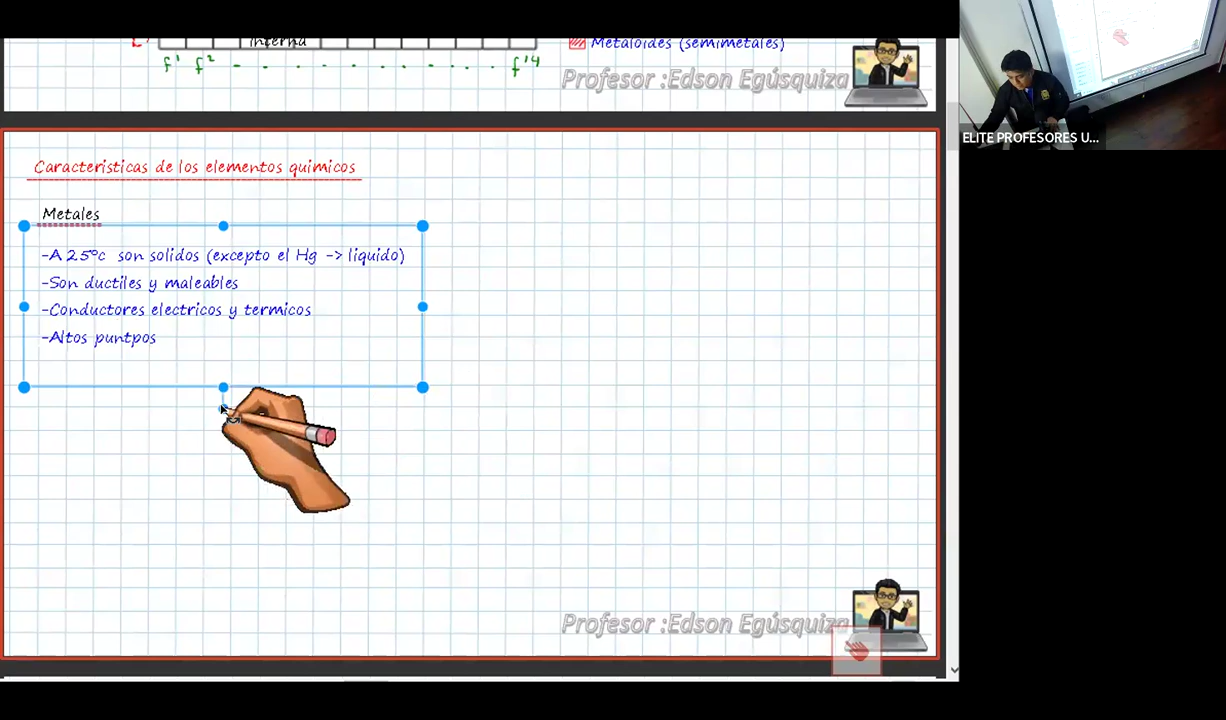 interna
f1 f2 - . . . . . . . . . f14
Metaloides (semimetales)
Profesor :Edson Egúsquiza
ELITE PROFESORES U...
Caracteristicas de los elementos quimicos
Metales
-A 25°c son solidos (excepto el Hg -> liquido)
-Son ductiles y maleables
-Conductores electricos y termicos
-Altos puntpos
Profesor :Edson Egúsquiza